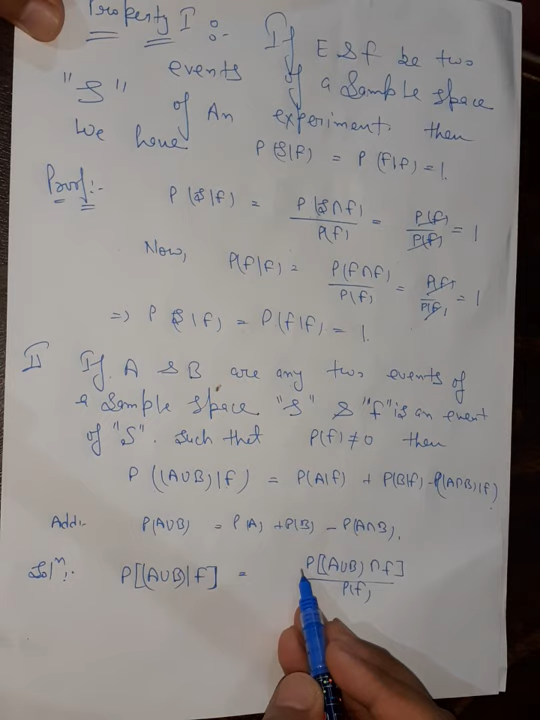 Property I :-
If E & f be two
events of a Sample space
"S" of An experiment. then
We have P(S|f) = P(f|f) = 1.
Proof:- P(S|f) = P(S∩f) / P(f) = P(f) / P(f) = 1
Now, P(f|f) = P(f∩f) / P(f) = P(f) / P(f) = 1
=> P(S|f) = P(f|f) = 1.
II If A & B are any two events of
a Sample space "S" & "f" is an event
of "S". Such that P(f) ≠ 0 then
P((A∪B)|f) = P(A|f) + P(B|f) - P((A∩B)|f)
Add:- P(A∪B) = P(A) + P(B) - P(A∩B).
Solⁿ:- P[(A∪B)|f] = P[(A∪B)∩f] / P(f)